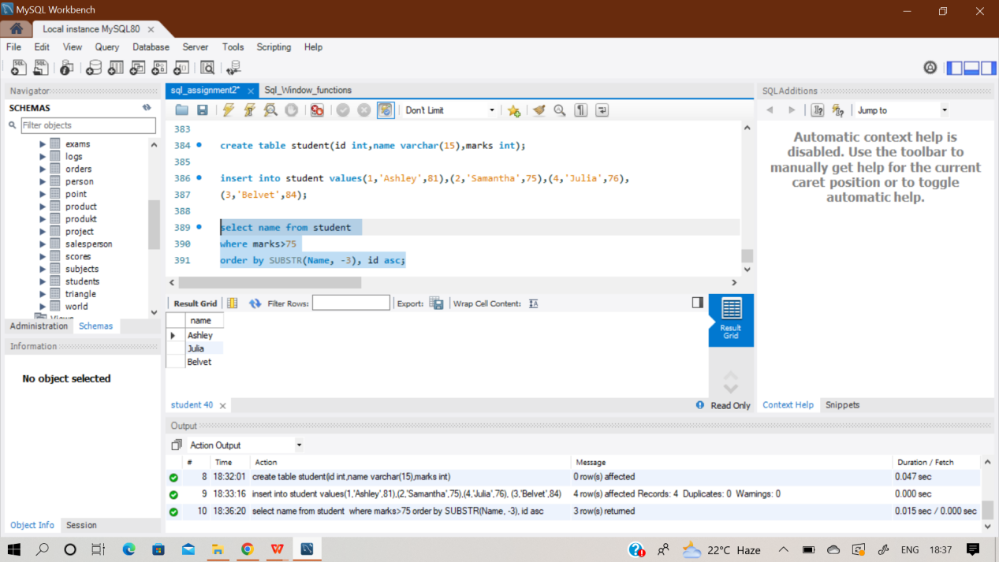 MySQL Workbench
Local instance MySQL80
File Edit View Query Database Server Tools Scripting Help
Navigator
SCHEMAS
Filter objects
exams
logs
orders
person
point
product
produkt
project
salesperson
scores
subjects
students
triangle
world
Views
Administration Schemas
Information
No object selected
Object Info Session
sql_assignment2* Sql_Window_functions
Don't Limit
383
384 create table student(id int,name varchar(15),marks int);
385
386 insert into student values(1,'Ashley',81),(2,'Samantha',75),(4,'Julia',76),
387 (3,'Belvet',84);
388
389 select name from student
390 where marks>75
391 order by SUBSTR(Name, -3), id asc;
Result Grid Filter Rows: Export: Wrap Cell Content:
name
Ashley
Julia
Belvet
Result
Grid
student 40 Read Only
SQLAdditions
Jump to
Automatic context help is
disabled. Use the toolbar to
manually get help for the current
caret position or to toggle
automatic help.
Context Help Snippets
Output
Action Output
# Time Action Message Duration / Fetch
8 18:32:01 create table student(id int,name varchar(15),marks int) 0 row(s) affected 0.047 sec
9 18:33:16 insert into student values(1,'Ashley',81),(2,'Samantha',75),(4,'Julia',76), (3,'Belvet',84) 4 row(s) affected Records: 4 Duplicates: 0 Warnings: 0 0.000 sec
10 18:36:20 select name from student where marks>75 order by SUBSTR(Name, -3), id asc 3 row(s) returned 0.015 sec / 0.000 sec
22°C Haze ENG 18:37